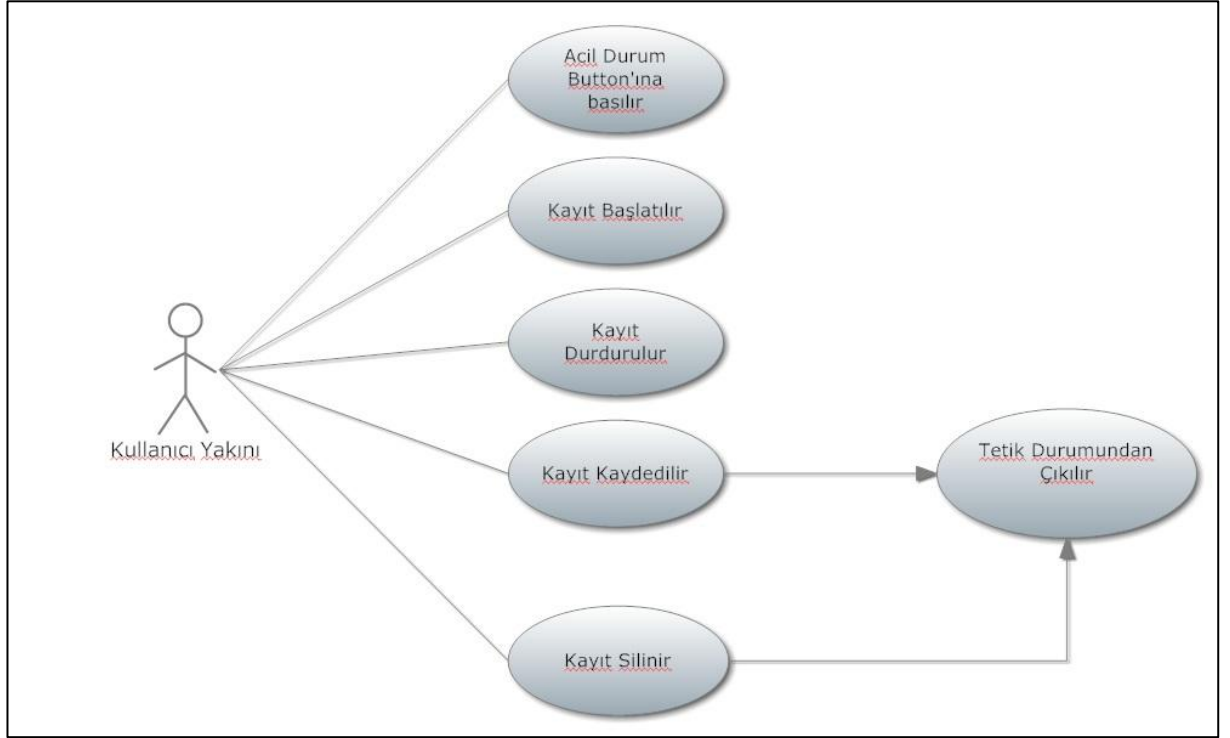 Acil Durum
Button'ına
basılır
Kayıt Başlatılır
Kayıt
Durdurulur
Kullanıcı Yakını
Kayıt Kaydedilir
Tetik Durumundan
Çıkılır
Kayıt Silinir